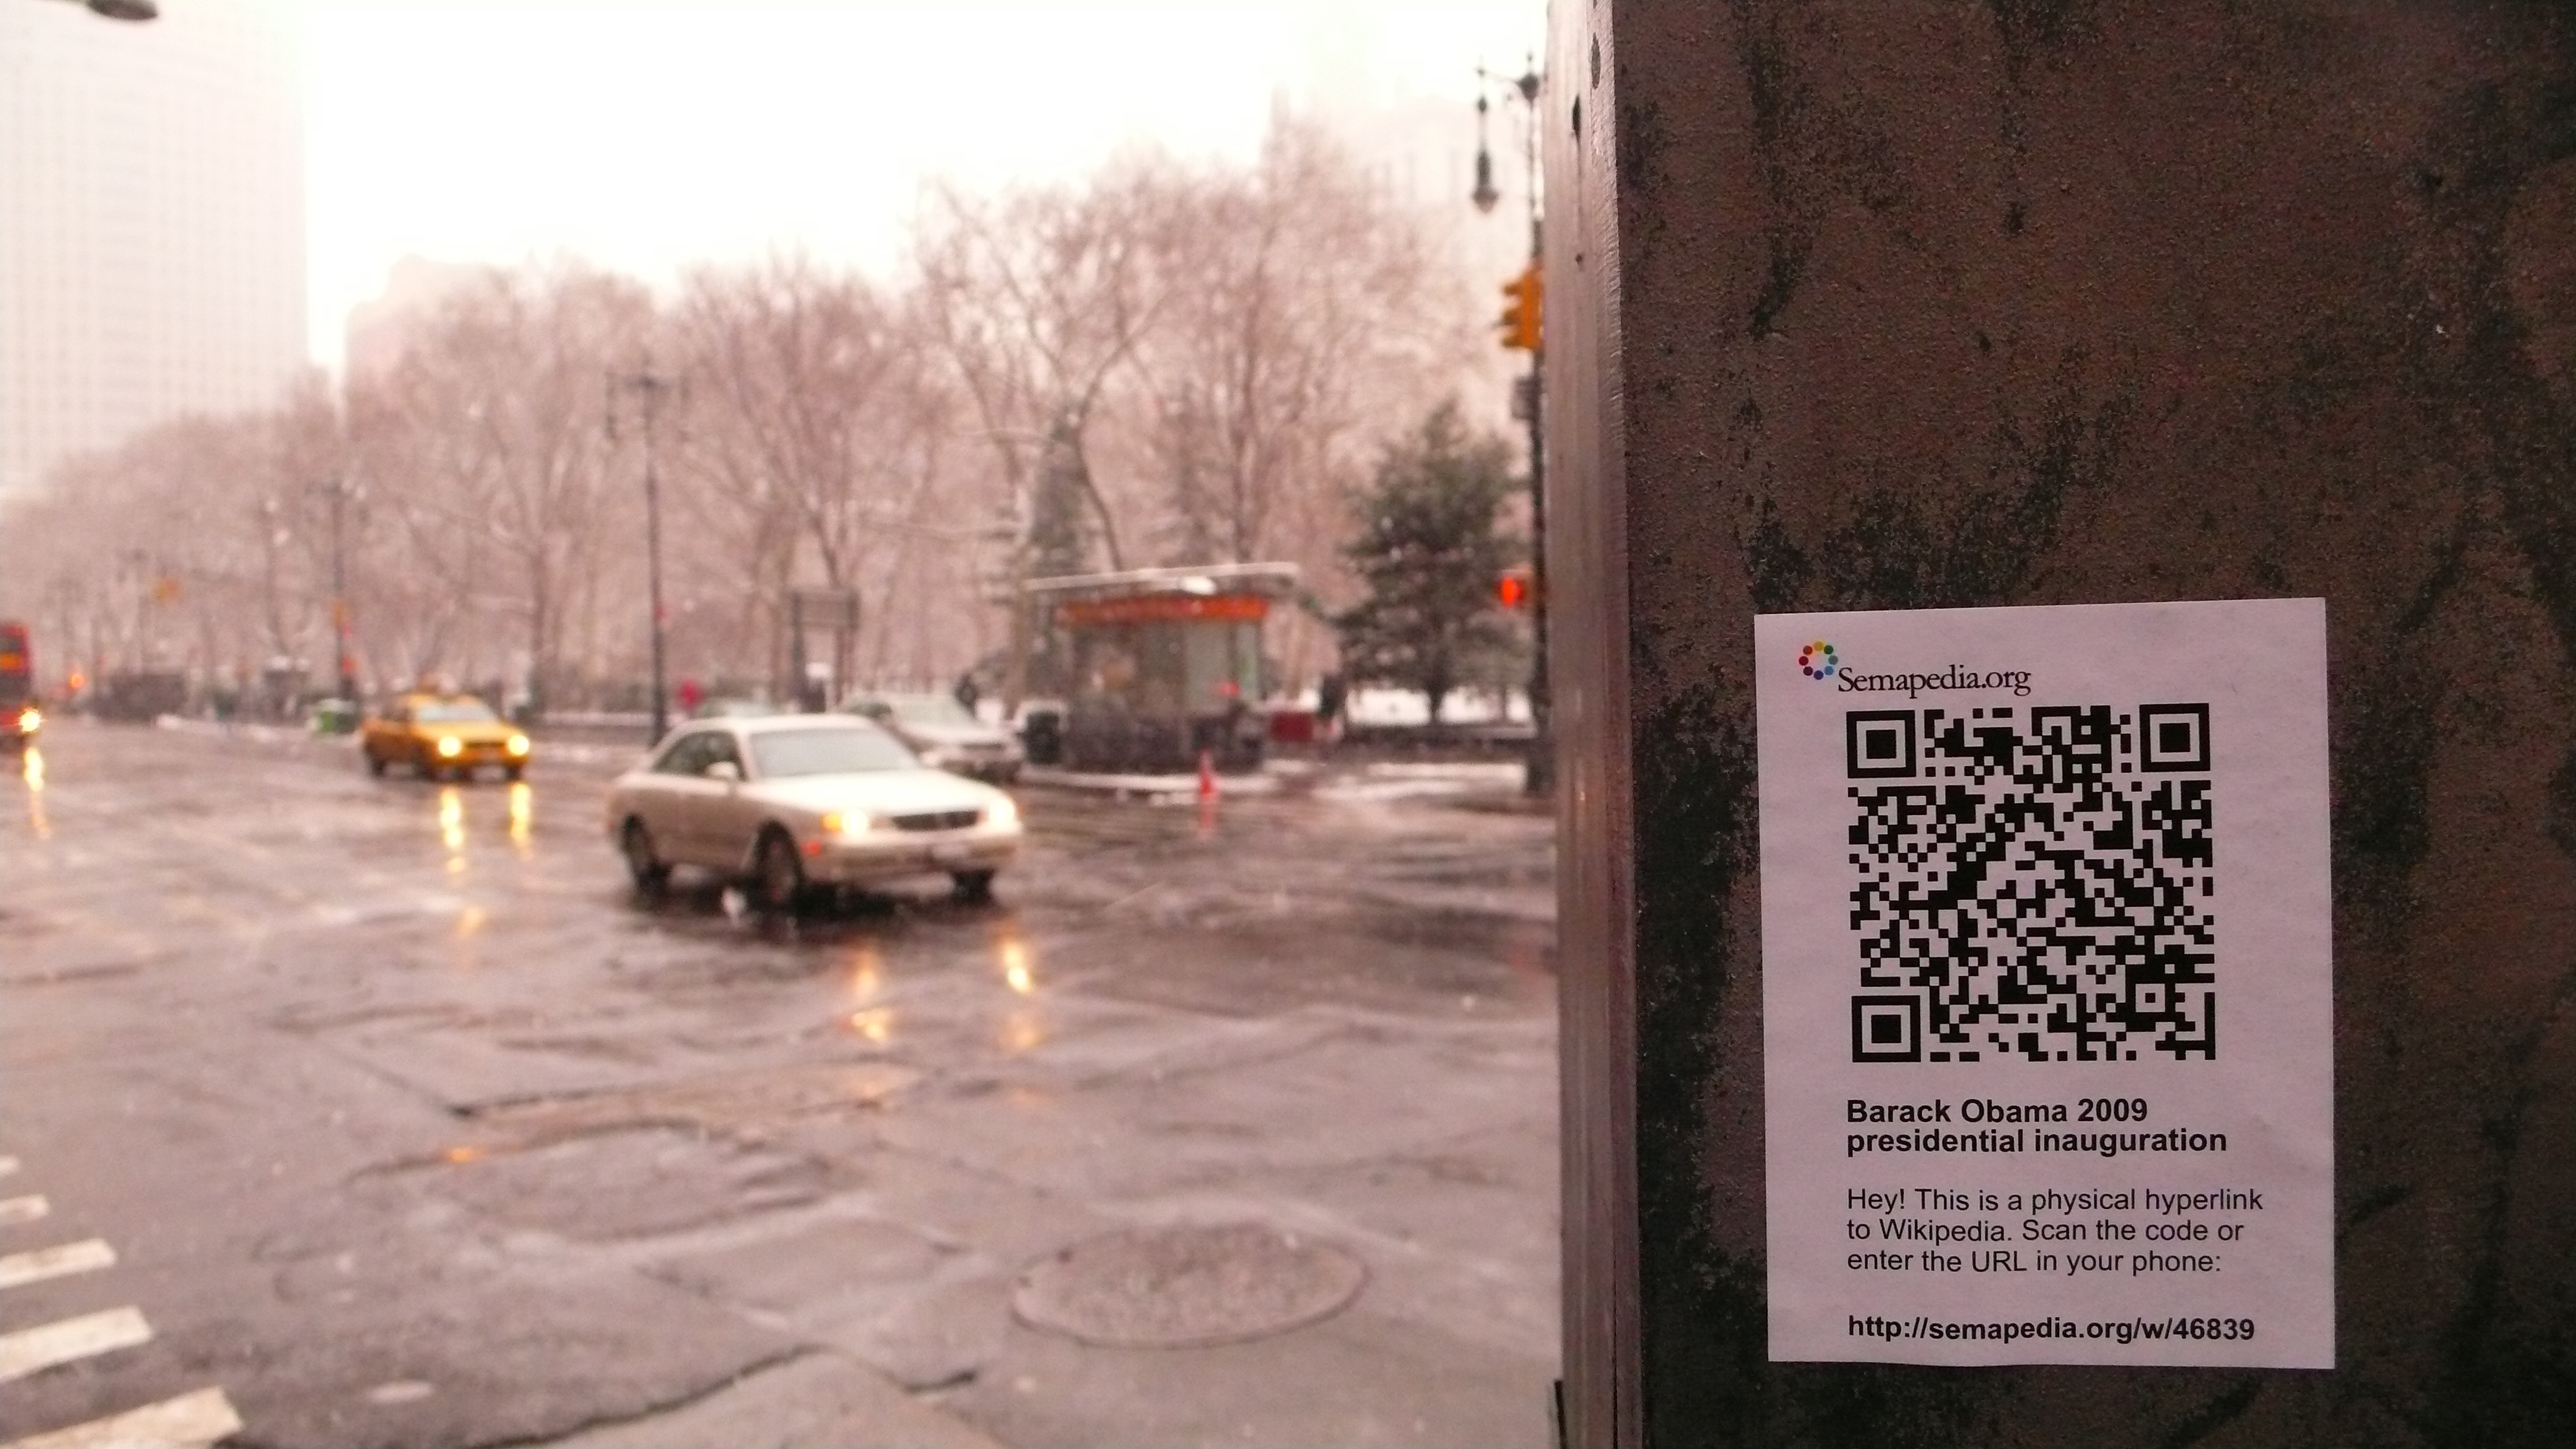 Semapedia.org
Barack Obama 2009
presidential inauguration
Hey! This is a physical hyperlink
to Wikipedia. Scan the code or
enter the URL in your phone:
http://semapedia.org/w/46839